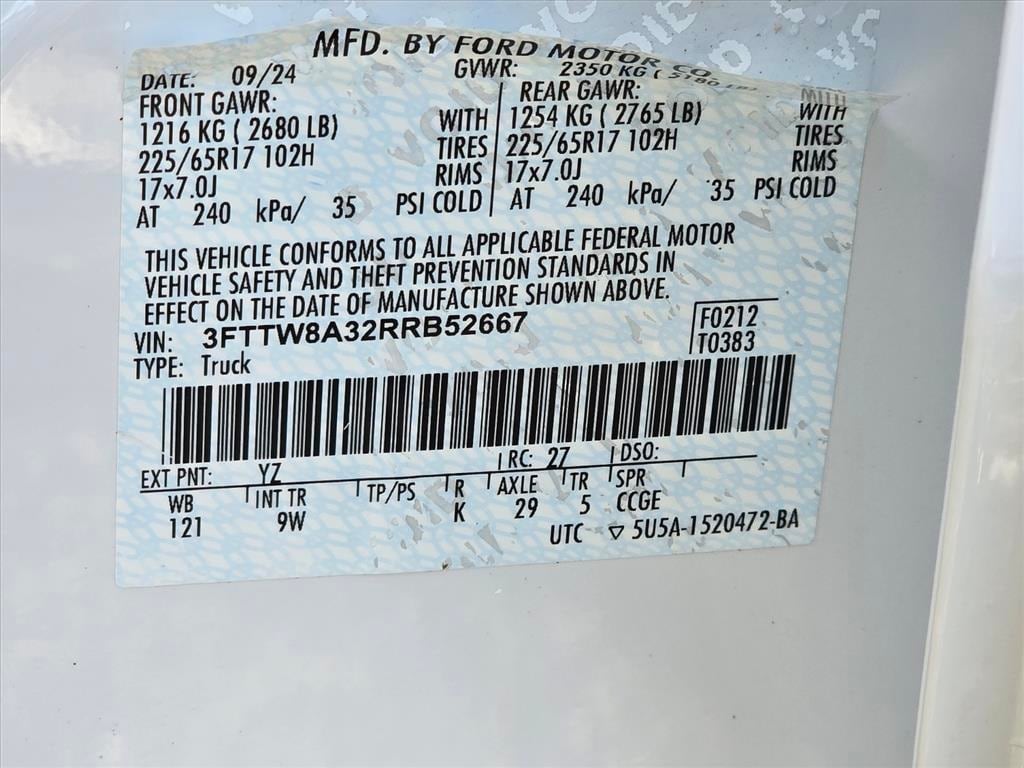 MFD. BY FORD MOTOR CO.
DATE: 09/24 GVWR: 2350 KG ( 5180 LB)
FRONT GAWR: REAR GAWR:
1216 KG ( 2680 LB) WITH 1254 KG ( 2765 LB) WITH
225/65R17 102H TIRES 225/65R17 102H TIRES
17x7.0J RIMS 17x7.0J RIMS
AT 240 kPa/ 35 PSI COLD AT 240 kPa/ 35 PSI COLD
THIS VEHICLE CONFORMS TO ALL APPLICABLE FEDERAL MOTOR
VEHICLE SAFETY AND THEFT PREVENTION STANDARDS IN
EFFECT ON THE DATE OF MANUFACTURE SHOWN ABOVE.
VIN: 3FTTW8A32RRB52667 F0212
TYPE: Truck T0383
EXT PNT: YZ RC: 27 DSO:
WB INT TR TP/PS R AXLE TR SPR
121 9W K 29 5 CCGE
UTC ▽ 5U5A-1520472-BA